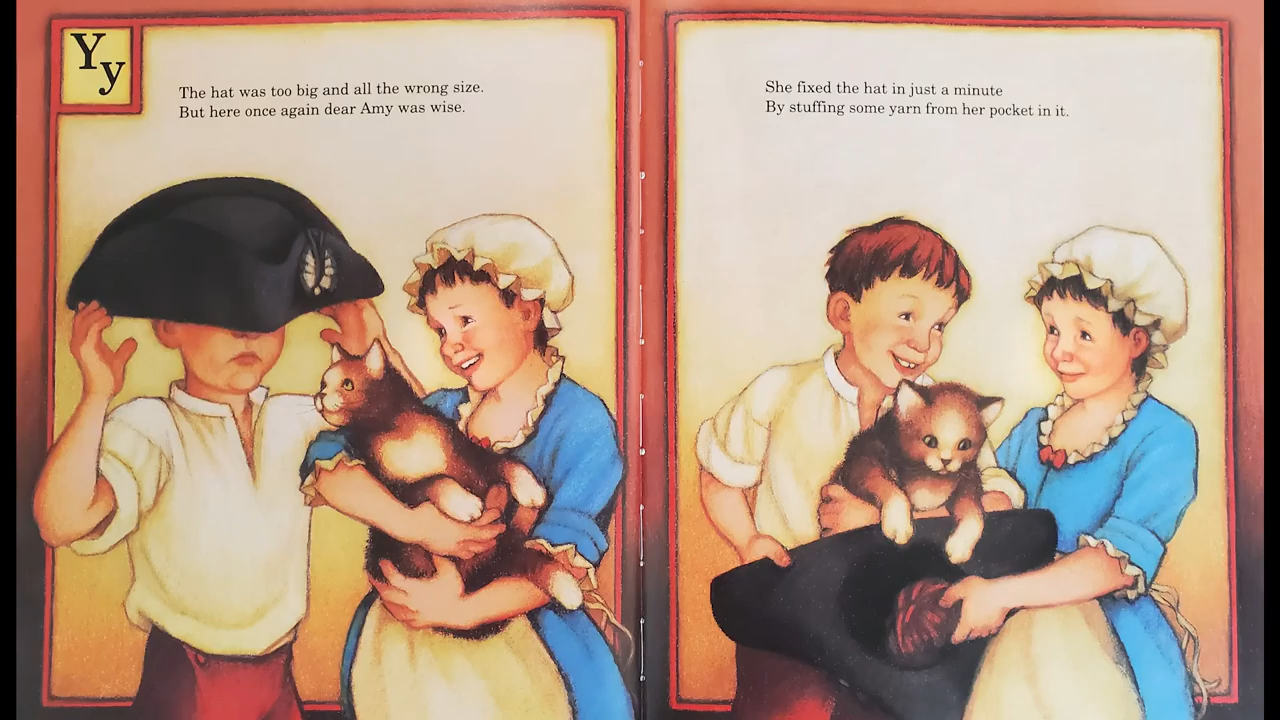 Yy
The hat was too big and all the wrong size.
But here once again dear Amy was wise.
She fixed the hat in just a minute
By stuffing some yarn from her pocket in it.